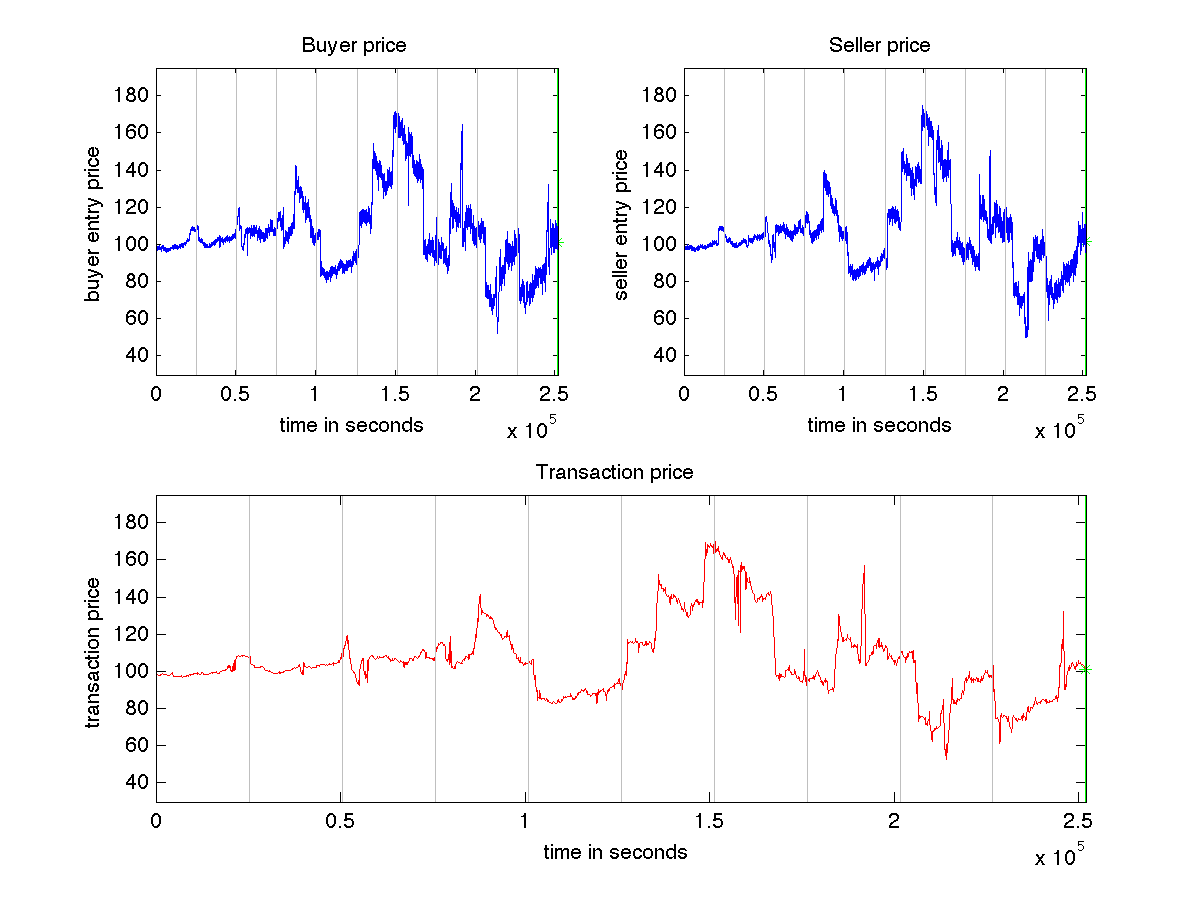 Buyer price
buyer entry price
180
160
140
120
100
80
60
40
0 0.5 1 1.5 2 2.5
time in seconds
x 10^5
Seller price
seller entry price
180
160
140
120
100
80
60
40
0 0.5 1 1.5 2 2.5
time in seconds
x 10^5
Transaction price
transaction price
180
160
140
120
100
80
60
40
0 0.5 1 1.5 2 2.5
time in seconds
x 10^5